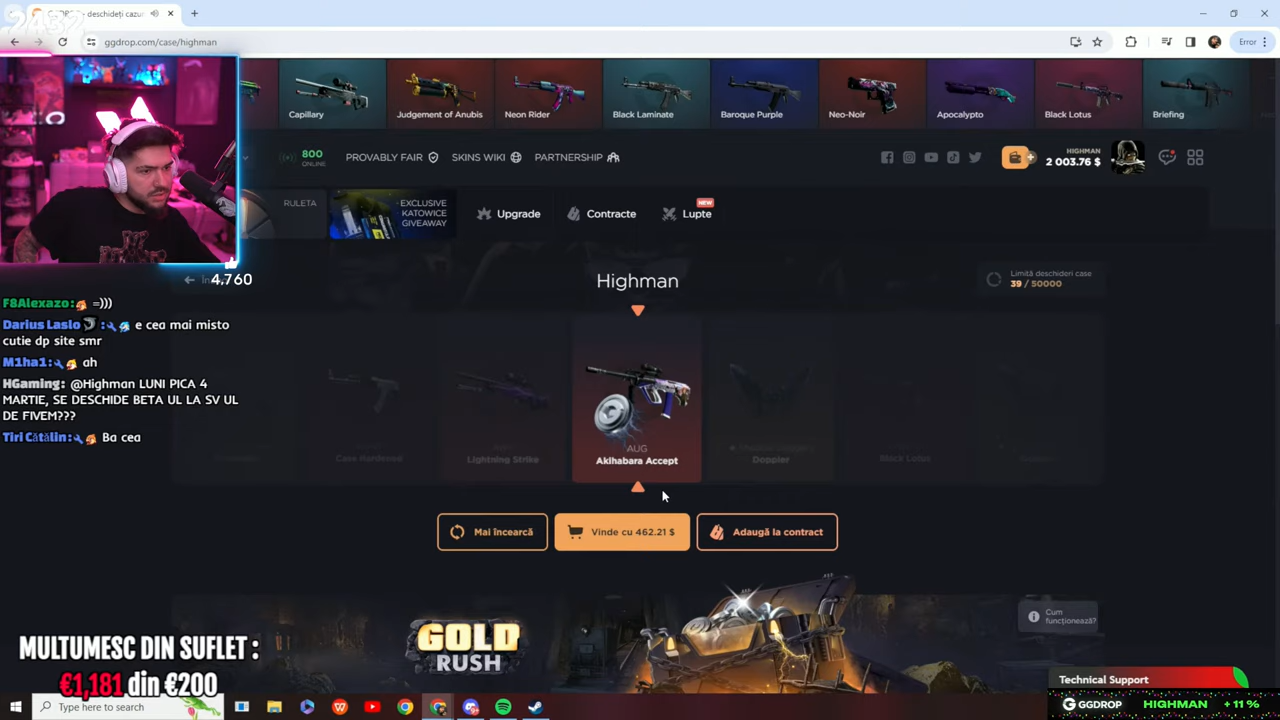 2432
GGDROP - deschideți cazur
ggdrop.com/case/highman
Error
Capillary
Judgement of Anubis
Neon Rider
Black Laminate
Baroque Purple
Neo-Noir
Apocalypto
Black Lotus
Briefing
800
ONLINE
PROVABLY FAIR
SKINS WIKI
PARTNERSHIP
HIGHMAN
2 003.76 $
RULETA
EXCLUSIVE
KATOWICE
GIVEAWAY
Upgrade
Contracte
Lupte
NEW
4,760
Highman
Limită deschideri case
39 / 50000
F8Alexazo: =)))
Darius Laslo : e cea mai misto
cutie dp site smr
M1ha1: ah
HGaming: @Highman LUNI PICA 4
MARTIE, SE DESCHIDE BETA UL LA SV UL
DE FIVEM???
Tiri Cătălin: Ba cea
Case Hardened
Lightning Strike
AUG
Akihabara Accept
Doppler
Black Lotus
Mai încearcă
Vinde cu 462.21 $
Adaugă la contract
GOLD
RUSH
Cum
funcționează?
MULTUMESC DIN SUFLET :
€1,181 din €200
Technical Support
GGDROP HIGHMAN + 11 %
Type here to search